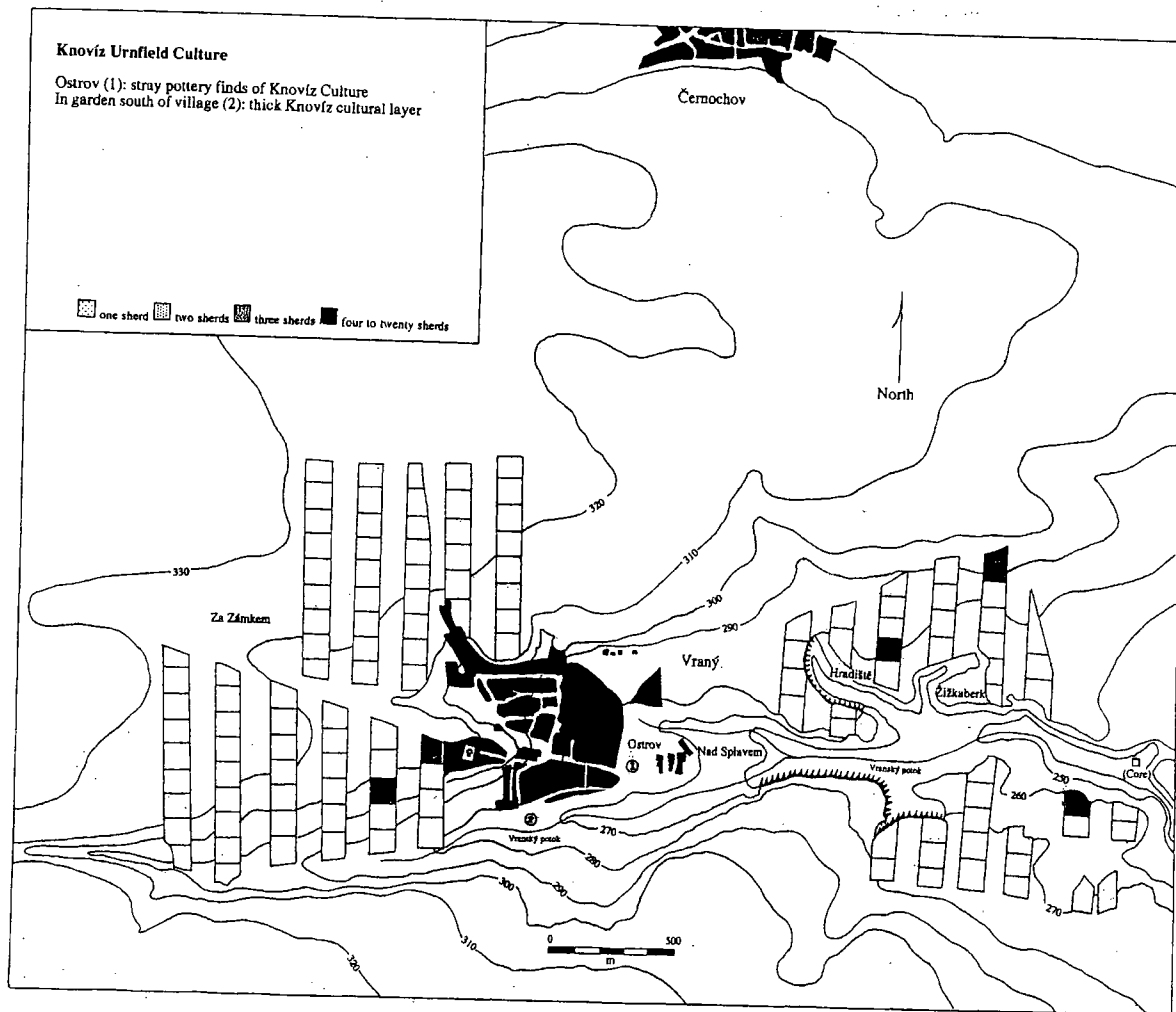 Knovíz Urnfield Culture
Ostrov (1): stray pottery finds of Knovíz Culture
In garden south of village (2): thick Knovíz cultural layer
one sherd two sherds three sherds four to twenty sherds
Černochov
North
320
310
330
300
Za Zámkem
290
Vraný
Hradiště
Žižkaberk
Ostrov
Nad Splavem
1
Vranský potok
(Core)
250
260
2
Vranský potok
270
280
290
300
270
310
0 500
m
320